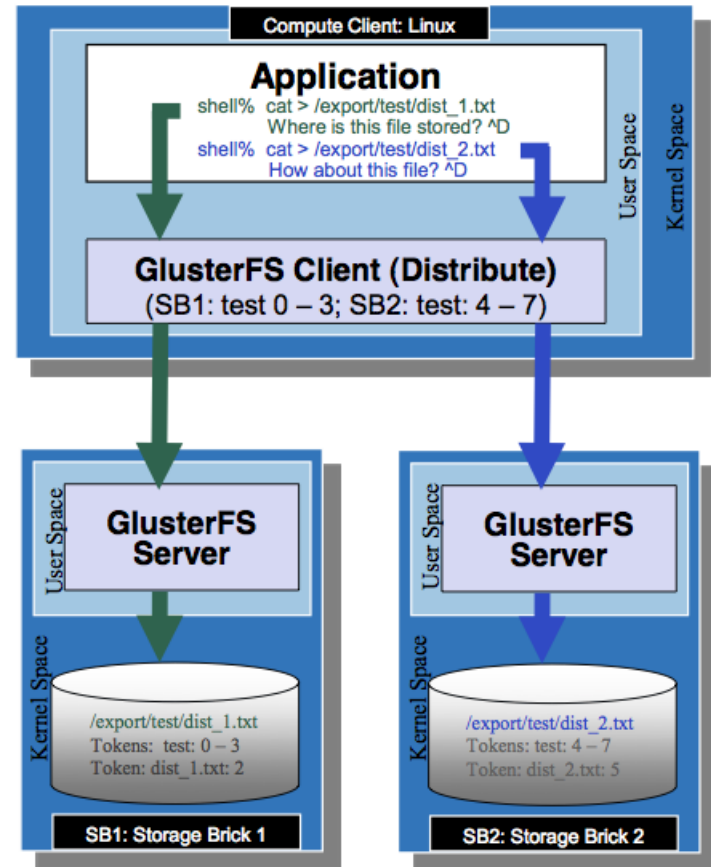 Compute Client: Linux
Application
shell% cat > /export/test/dist_1.txt
Where is this file stored? ^D
shell% cat > /export/test/dist_2.txt
How about this file? ^D
User Space
Kernel Space
GlusterFS Client (Distribute)
(SB1: test 0 – 3; SB2: test: 4 – 7)
User Space
GlusterFS
Server
Kernel Space
/export/test/dist_1.txt
Tokens: test: 0 – 3
Token: dist_1.txt: 2
SB1: Storage Brick 1
User Space
GlusterFS
Server
Kernel Space
/export/test/dist_2.txt
Tokens: test: 4 – 7
Token: dist_2.txt: 5
SB2: Storage Brick 2